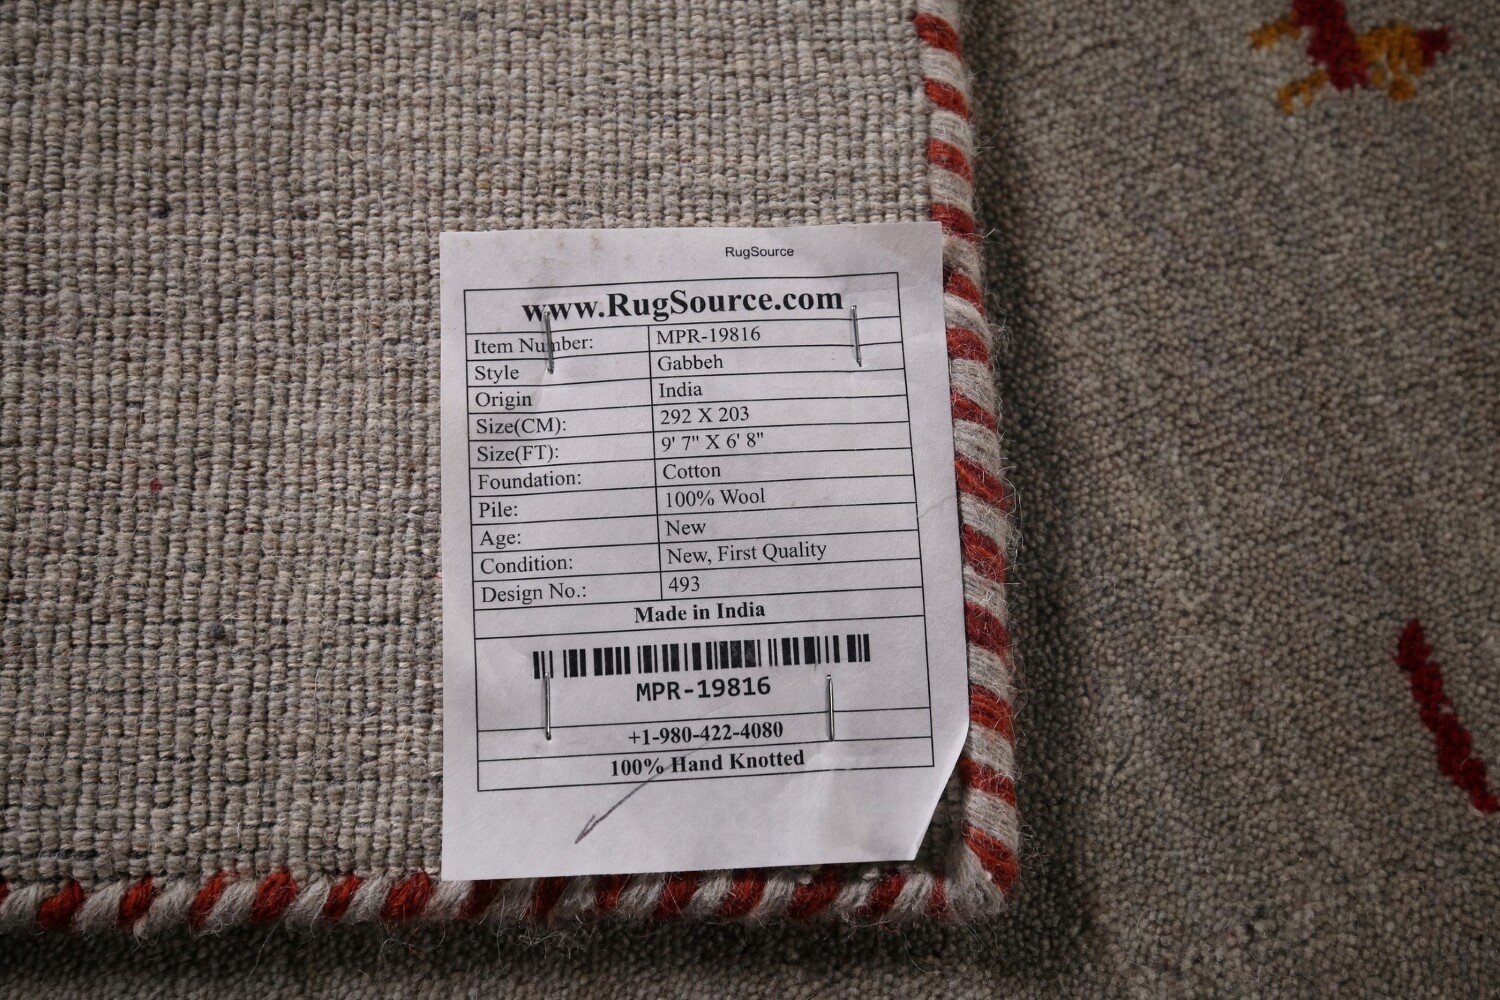 RugSource
www.RugSource.com
Item Number: MPR-19816
Style Gabbeh
Origin India
Size(CM): 292 X 203
Size(FT): 9' 7" X 6' 8"
Foundation: Cotton
Pile: 100% Wool
Age: New
Condition: New, First Quality
Design No.: 493
Made in India
MPR-19816
+1-980-422-4080
100% Hand Knotted